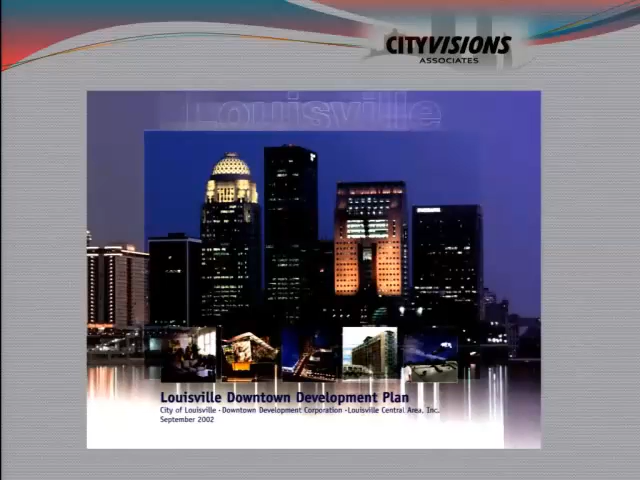 CITYVISIONS
ASSOCIATES
Louisville
Louisville Downtown Development Plan
City of Louisville • Downtown Development Corporation • Louisville Central Area, Inc.
September 2002